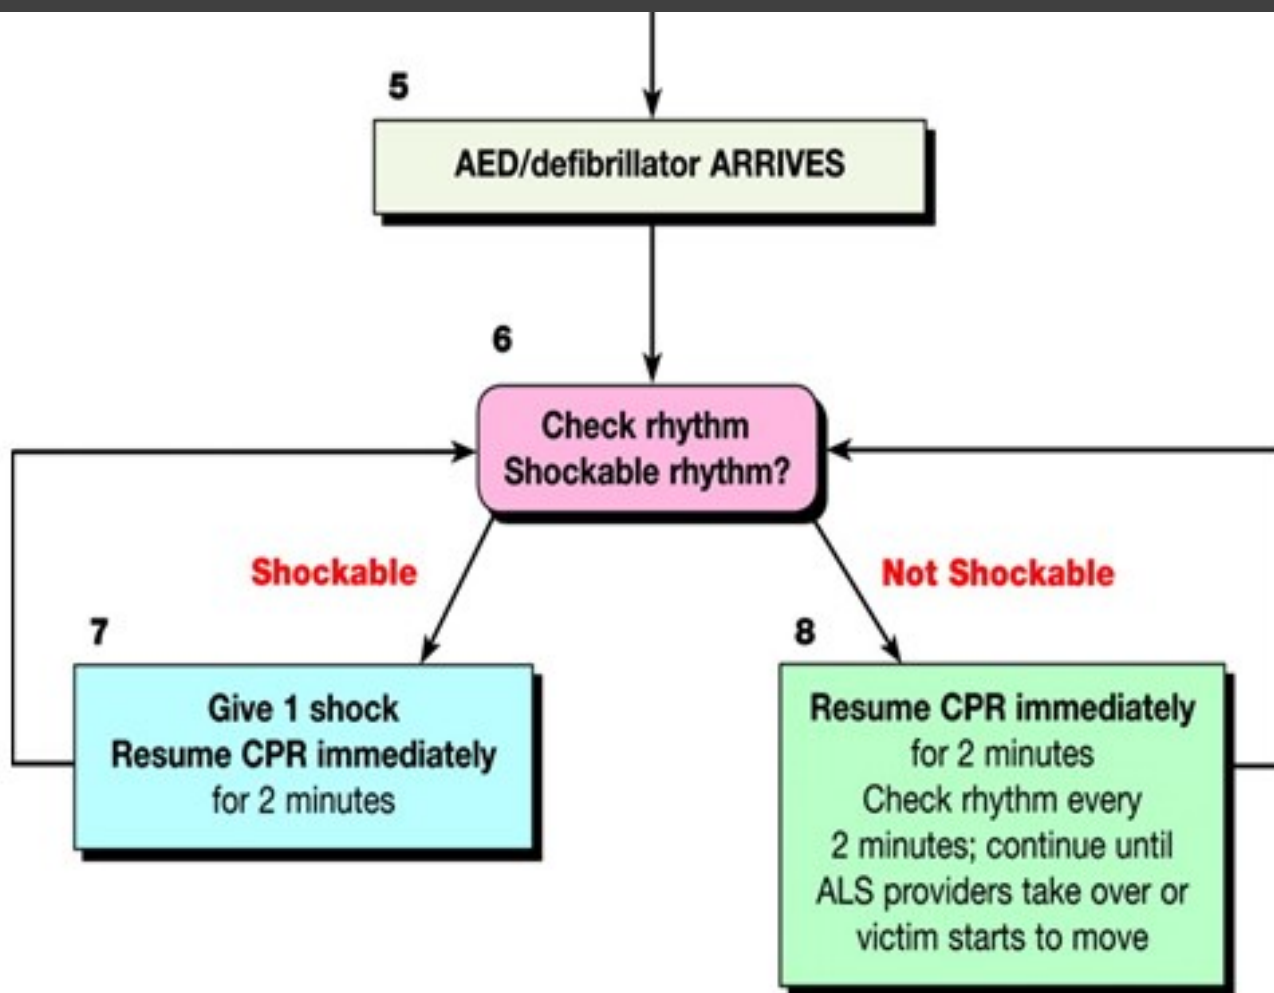 5
AED/defibrillator ARRIVES
6
Check rhythm
Shockable rhythm?
Shockable
Not Shockable
7
Give 1 shock
Resume CPR immediately
for 2 minutes
8
Resume CPR immediately
for 2 minutes
Check rhythm every
2 minutes; continue until
ALS providers take over or
victim starts to move